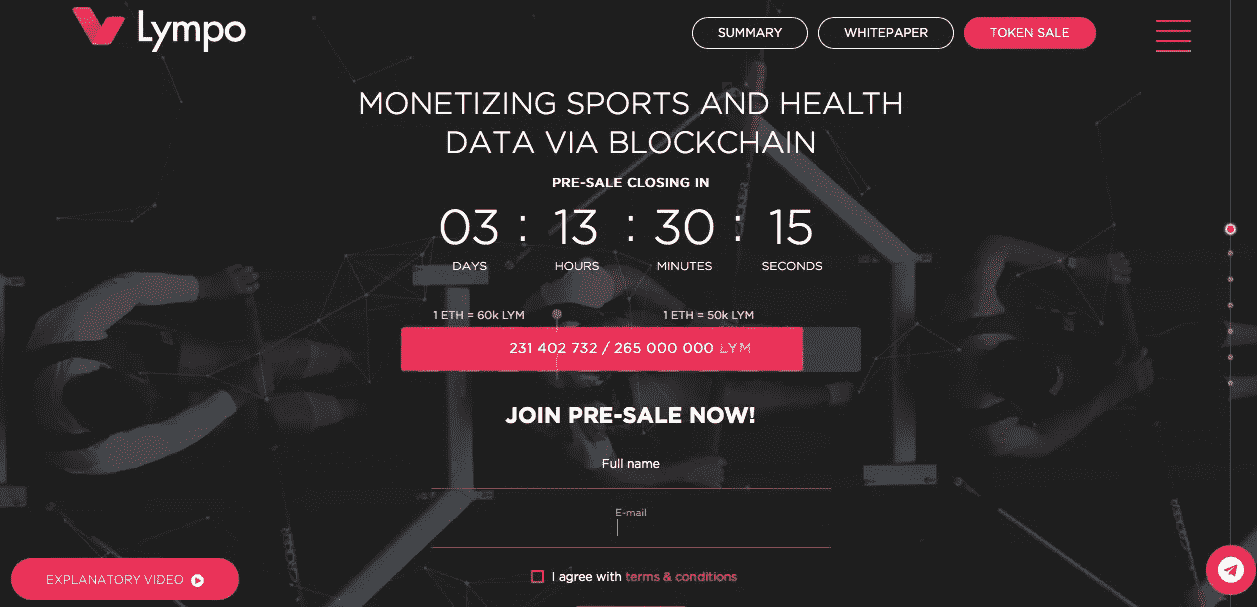 Lympo
SUMMARY
WHITEPAPER
TOKEN SALE
MONETIZING SPORTS AND HEALTH
DATA VIA BLOCKCHAIN
PRE-SALE CLOSING IN
03 : 13 : 30 : 15
DAYS HOURS MINUTES SECONDS
1 ETH = 60k LYM 1 ETH = 50k LYM
231 402 732 / 265 000 000 LYM
JOIN PRE-SALE NOW!
Full name
E-mail
I agree with terms & conditions
EXPLANATORY VIDEO